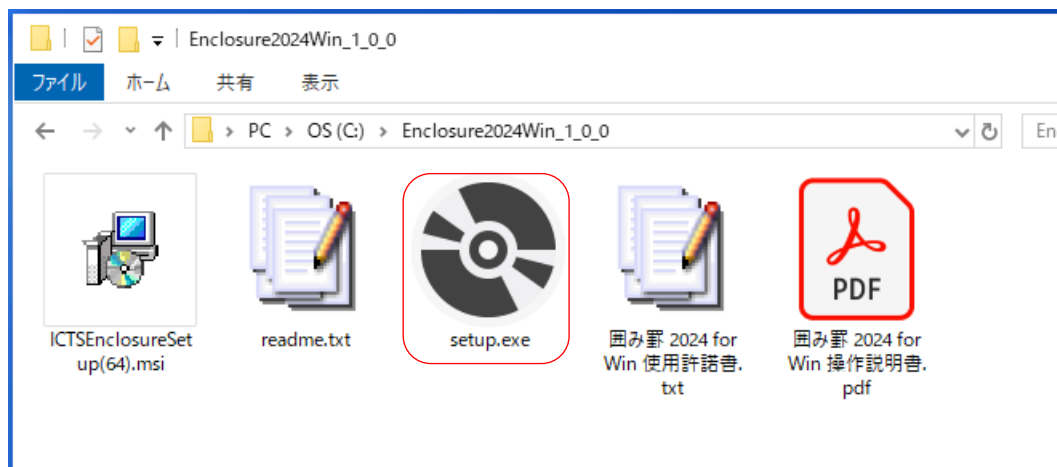 Enclosure2024Win_1_0_0
ファイル ホーム 共有 表示
PC OS (C:) Enclosure2024Win_1_0_0 En
ICTSEnclosureSet
up(64).msi
readme.txt
setup.exe
囲み罫 2024 for
Win 使用許諾書.
txt
PDF
囲み罫 2024 for
Win 操作説明書.
pdf